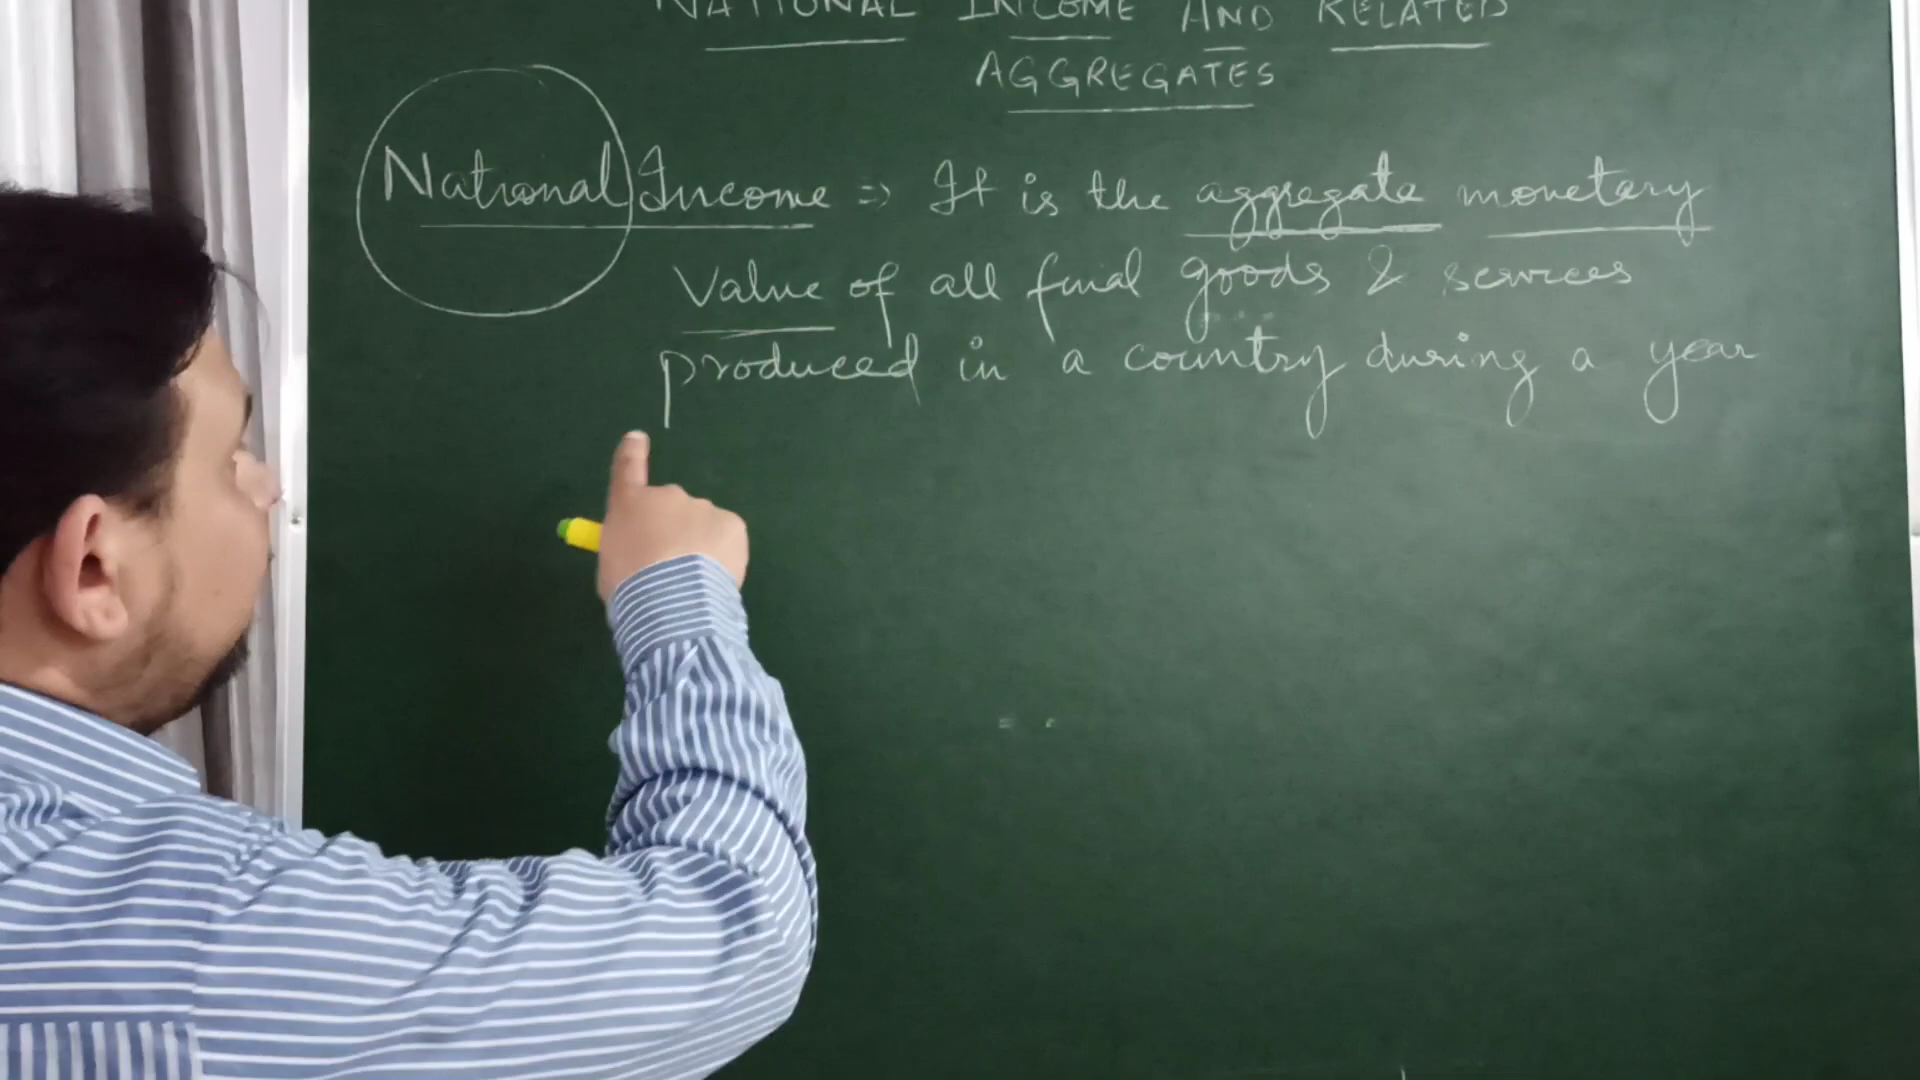 NATIONAL INCOME AND RELATED
AGGREGATES
National Income => It is the aggregate monetary
Value of all final goods & services
produced in a country during a year